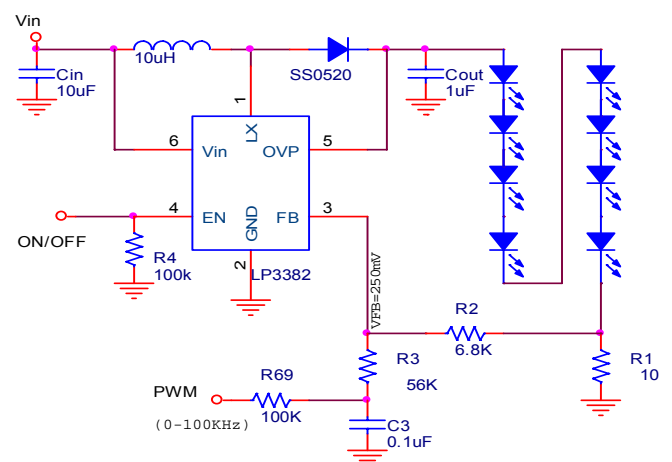 Vin
10uH
SS0520
Cin
10uF
Cout
1uF
1
LX
6
Vin
OVP
5
4
EN
GND
FB
3
ON/OFF
R4
100k
2
LP3382
VFB=250mV
R2
6.8K
R3
56K
R1
10
PWM
R69
100K
(0-100KHz)
C3
0.1uF